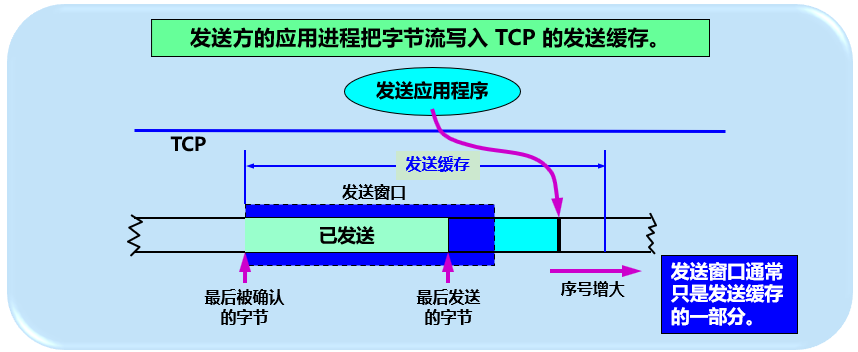 发送方的应用进程把字节流写入 TCP 的发送缓存。
发送应用程序
TCP
发送缓存
发送窗口
已发送
最后被确认
的字节
最后发送
的字节
序号增大
发送窗口通常
只是发送缓存
的一部分。